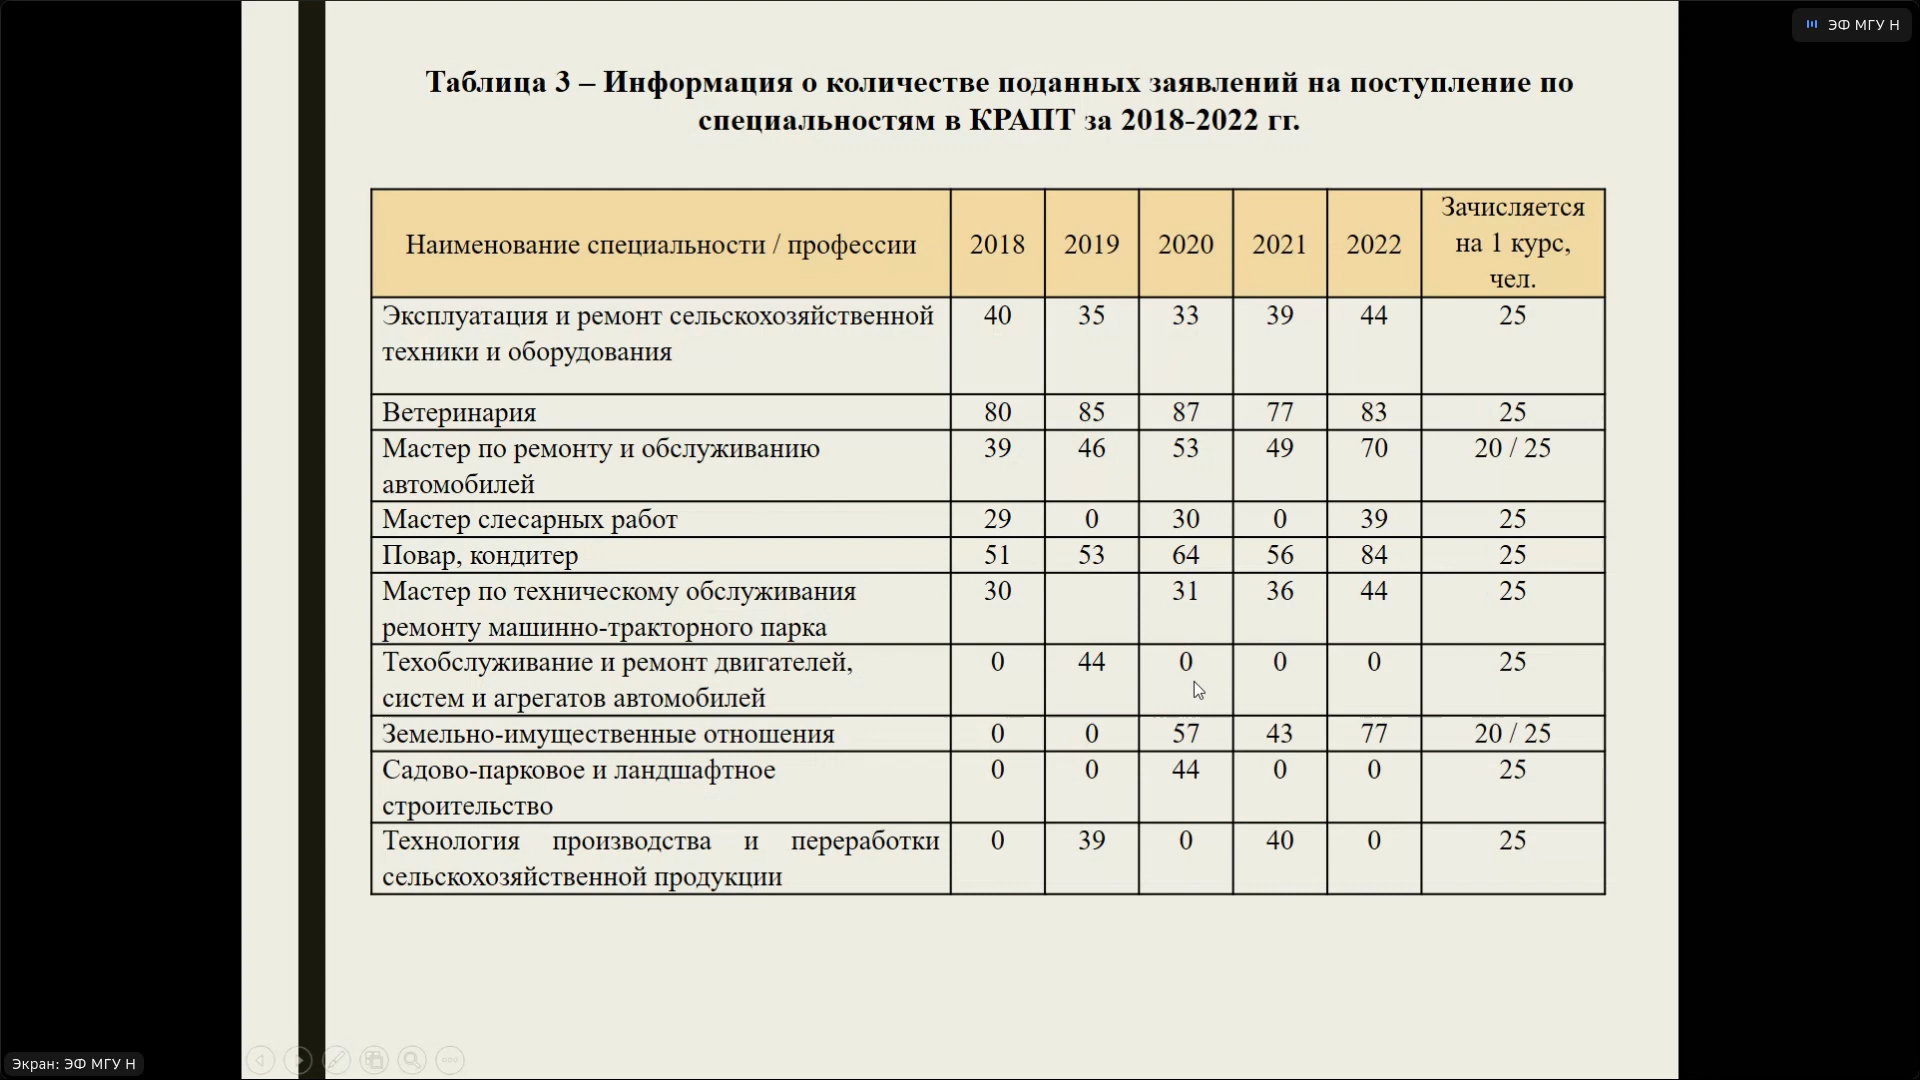 ЭФ МГУ Н
Таблица 3 – Информация о количестве поданных заявлений на поступление по
специальностям в КРАПТ за 2018-2022 гг.
Наименование специальности / профессии 2018 2019 2020 2021 2022 Зачисляется
на 1 курс,
чел.
Эксплуатация и ремонт сельскохозяйственной 40 35 33 39 44 25
техники и оборудования
Ветеринария 80 85 87 77 83 25
Мастер по ремонту и обслуживанию 39 46 53 49 70 20 / 25
автомобилей
Мастер слесарных работ 29 0 30 0 39 25
Повар, кондитер 51 53 64 56 84 25
Мастер по техническому обслуживания 30 31 36 44 25
ремонту машинно-тракторного парка
Техобслуживание и ремонт двигателей, 0 44 0 0 0 25
систем и агрегатов автомобилей
Земельно-имущественные отношения 0 0 57 43 77 20 / 25
Садово-парковое и ландшафтное 0 0 44 0 0 25
строительство
Технология производства и переработки 0 39 0 40 0 25
сельскохозяйственной продукции
Экран: ЭФ МГУ Н